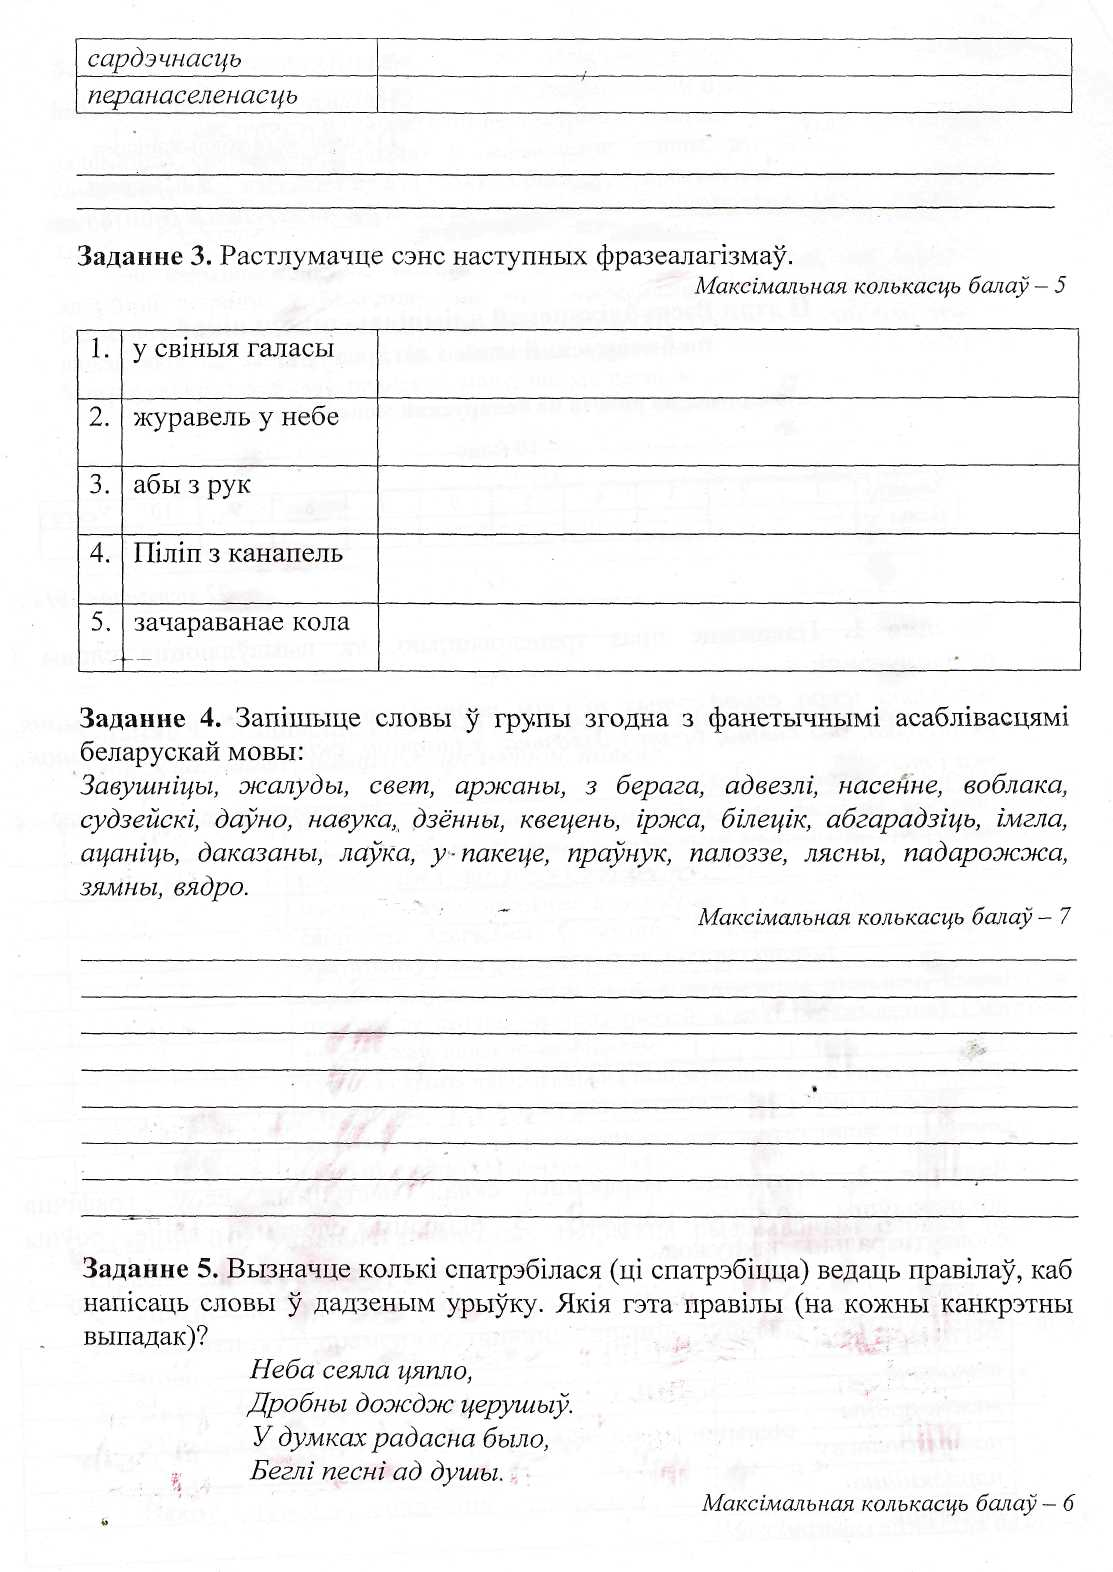 сардэчнасць
перанаселенасць
Заданне 3. Растлумачце сэнс наступных фразеалагізмаў.
Максімальная колькасць балаў – 5
1. у свіныя галасы
2. журавель у небе
3. абы з рук
4. Піліп з канапель
5. зачараванае кола
Заданне 4. Запішыце словы ў групы згодна з фанетычнымі асаблівасцямі
беларускай мовы:
Завушніцы, жалуды, свет, аржаны, з берага, адвезлі, насенне, воблака,
судзейскі, даўно, навука, дзённы, квецень, іржа, білецік, абгарадзіць, імгла,
ацаніць, даказаны, лаўка, у пакеце, праўнук, палоззе, лясны, падарожжа,
зямны, вядро.
Максімальная колькасць балаў – 7
Заданне 5. Вызначце колькі спатрэбілася (ці спатрэбіцца) ведаць правілаў, каб
напісаць словы ў дадзеным урыўку. Якія гэта правілы (на кожны канкрэтны
выпадак)?
Неба сеяла цяпло,
Дробны дождж церушыў.
У думках радасна было,
Беглі песні ад душы.
Максімальная колькасць балаў – 6